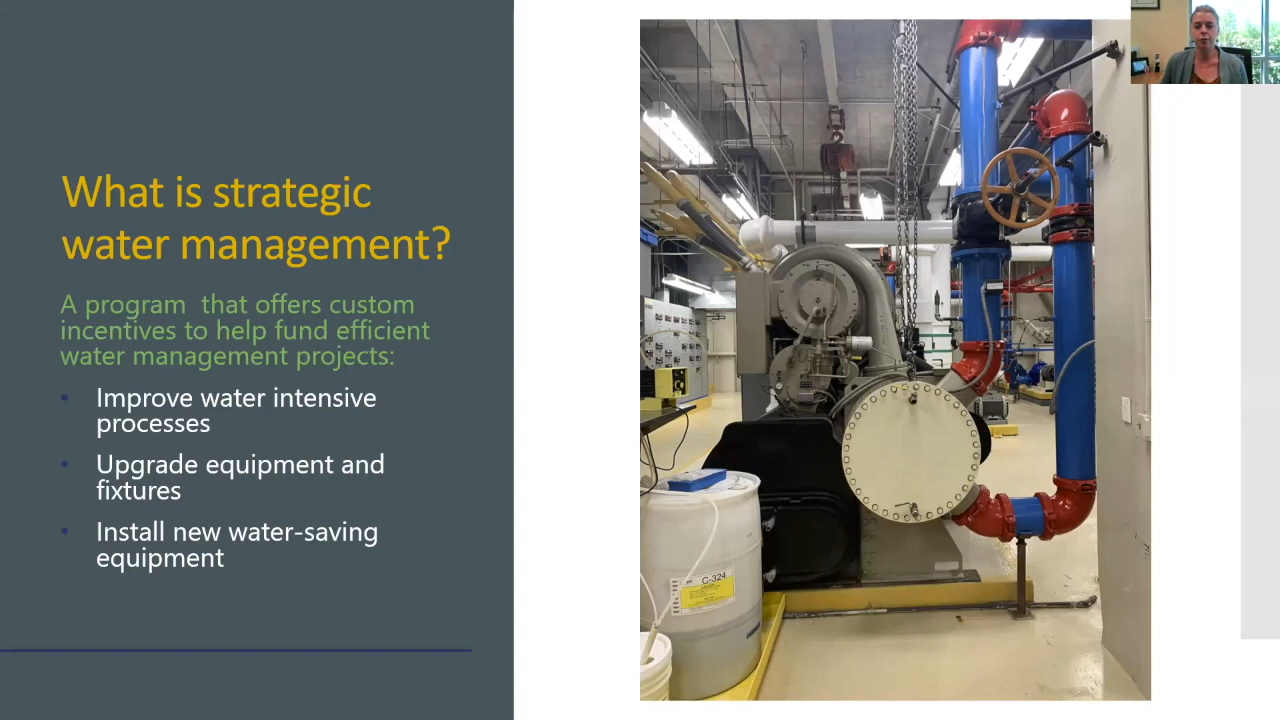 What is strategic
water management?
A program  that offers custom
incentives to help fund efficient
water management projects:
• Improve water intensive
processes
• Upgrade equipment and
fixtures
• Install new water-saving
equipment
C-324